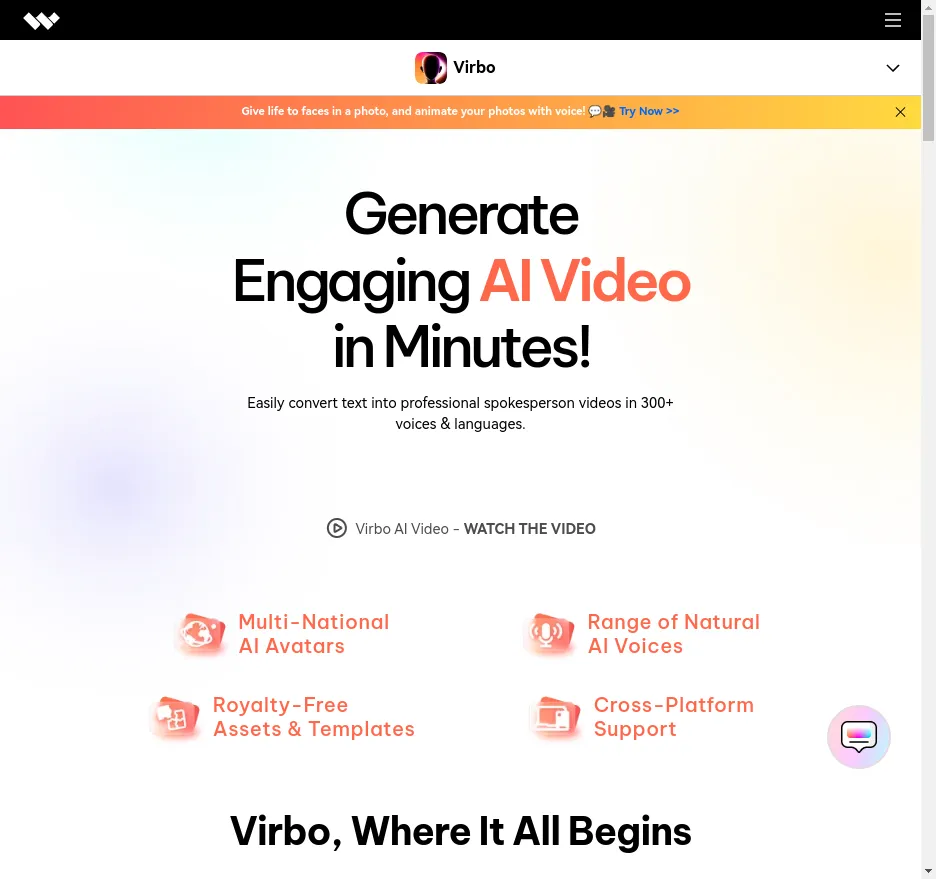 Virbo
Give life to faces in a photo, and animate your photos with voice! 💬🎥 Try Now >>
Generate
Engaging AI Video
in Minutes!
Easily convert text into professional spokesperson videos in 300+
voices & languages.
Virbo AI Video - WATCH THE VIDEO
Multi-National
AI Avatars
Range of Natural
AI Voices
Royalty-Free
Assets & Templates
Cross-Platform
Support
Virbo, Where It All Begins